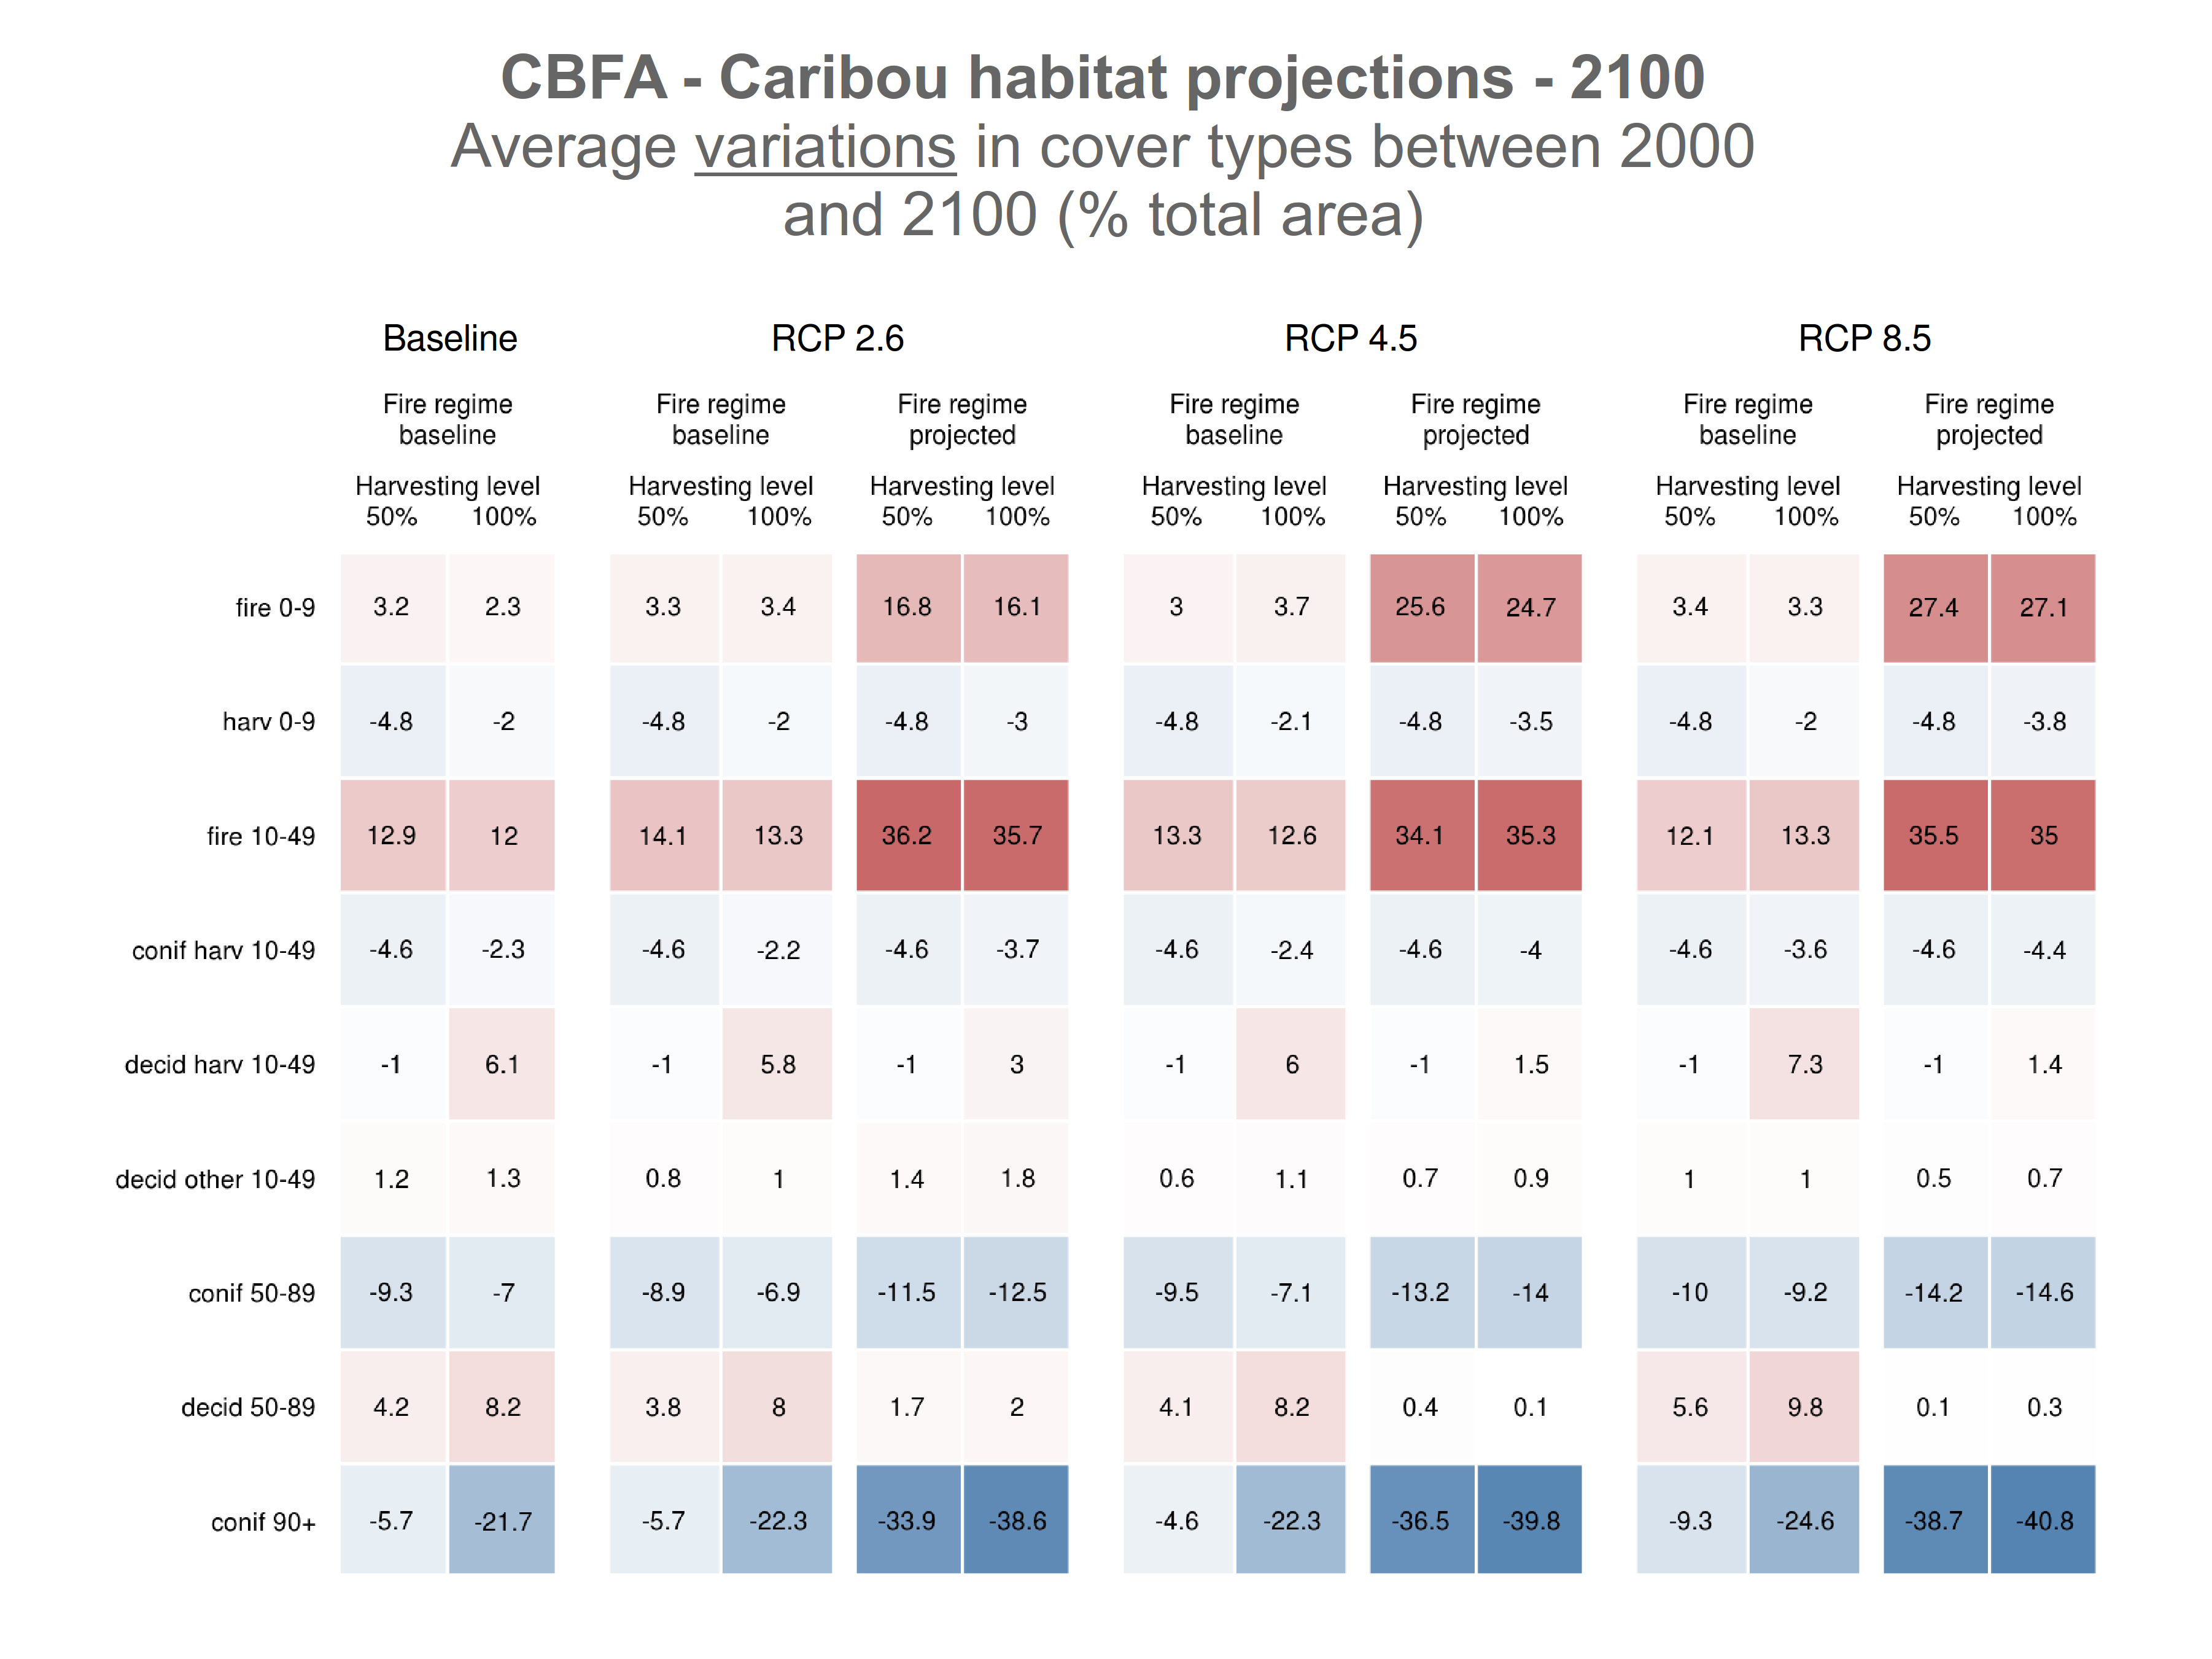 CBFA - Caribou habitat projections - 2100
Average variations in cover types between 2000
and 2100 (% total area)
Baseline RCP 2.6 RCP 4.5 RCP 8.5
Fire regime Fire regime Fire regime Fire regime Fire regime Fire regime Fire regime
baseline baseline projected baseline projected baseline projected
Harvesting level Harvesting level Harvesting level Harvesting level Harvesting level Harvesting level Harvesting level
50% 100% 50% 100% 50% 100% 50% 100% 50% 100% 50% 100% 50% 100%
fire 0-9 3.2 2.3 3.3 3.4 16.8 16.1 3 3.7 25.6 24.7 3.4 3.3 27.4 27.1
harv 0-9 -4.8 -2 -4.8 -2 -4.8 -3 -4.8 -2.1 -4.8 -3.5 -4.8 -2 -4.8 -3.8
fire 10-49 12.9 12 14.1 13.3 36.2 35.7 13.3 12.6 34.1 35.3 12.1 13.3 35.5 35
conif harv 10-49 -4.6 -2.3 -4.6 -2.2 -4.6 -3.7 -4.6 -2.4 -4.6 -4 -4.6 -3.6 -4.6 -4.4
decid harv 10-49 -1 6.1 -1 5.8 -1 3 -1 6 -1 1.5 -1 7.3 -1 1.4
decid other 10-49 1.2 1.3 0.8 1 1.4 1.8 0.6 1.1 0.7 0.9 1 1 0.5 0.7
conif 50-89 -9.3 -7 -8.9 -6.9 -11.5 -12.5 -9.5 -7.1 -13.2 -14 -10 -9.2 -14.2 -14.6
decid 50-89 4.2 8.2 3.8 8 1.7 2 4.1 8.2 0.4 0.1 5.6 9.8 0.1 0.3
conif 90+ -5.7 -21.7 -5.7 -22.3 -33.9 -38.6 -4.6 -22.3 -36.5 -39.8 -9.3 -24.6 -38.7 -40.8